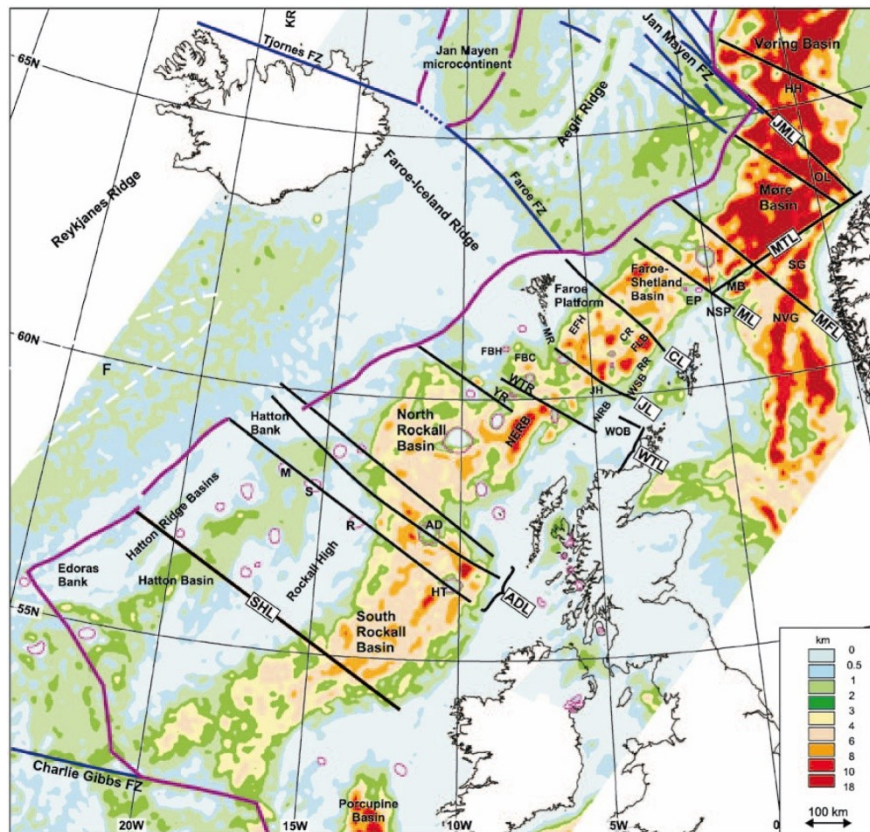 KR
Tjornes FZ
65N
Jan Mayen
microcontinent
Jan Mayen FZ
Vøring Basin
HH
Aegir Ridge
JML
OL
Reykjanes Ridge
Faroe-Iceland Ridge
Faroe FZ
Møre
Basin
MTL
SG
Faroe-
Shetland
Basin
MB
EP
NSP
ML
NVG
MFL
Faroe
Platform
EFH
MR
CR
FSB
RR
CL
60N
F
FBH
FBC
WTR
YR
JH
WSB
JL
NRB
WOB
WTL
Hatton
Bank
North
Rockall
Basin
NERB
M
S
R
AD
Hatton Ridge Basins
Edoras
Bank
Hatton Basin
Rockall High
HT
ADL
55N
SHL
South
Rockall
Basin
Charlie Gibbs FZ
Porcupine
Basin
20W
15W
10W
5W
0
km
0
0.5
1
2
3
4
6
8
10
18
100 km